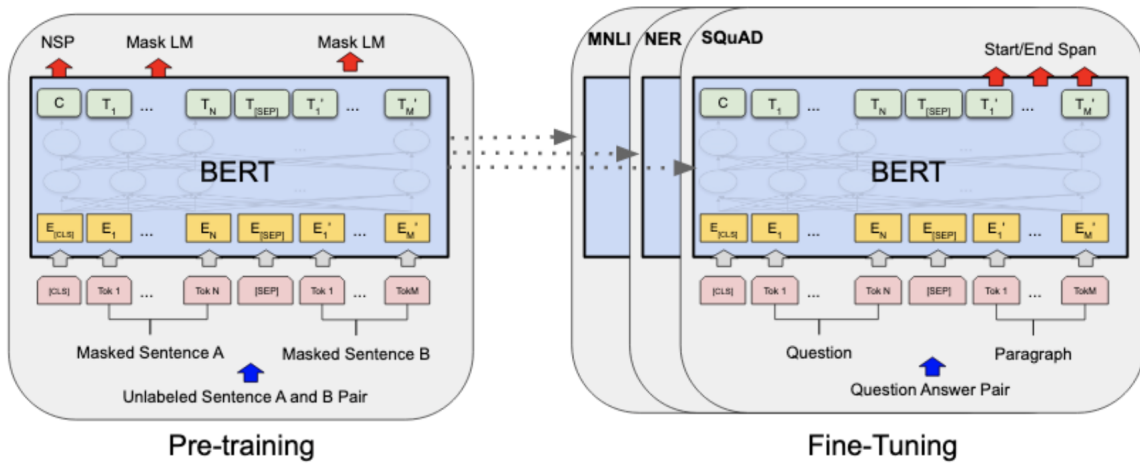 NSP Mask LM Mask LM
C T1 ... TN T[SEP] T1' ... TM'
BERT
E[CLS] E1 ... EN E[SEP] E1' ... EM'
[CLS] Tok 1 ... Tok N [SEP] Tok 1 ... TokM
Masked Sentence A Masked Sentence B
Unlabeled Sentence A and B Pair
Pre-training
MNLI NER SQuAD
Start/End Span
C T1 ... TN T[SEP] T1' ... TM'
BERT
E[CLS] E1 ... EN E[SEP] E1' ... EM'
[CLS] Tok 1 ... Tok N [SEP] Tok 1 ... TokM
Question Paragraph
Question Answer Pair
Fine-Tuning